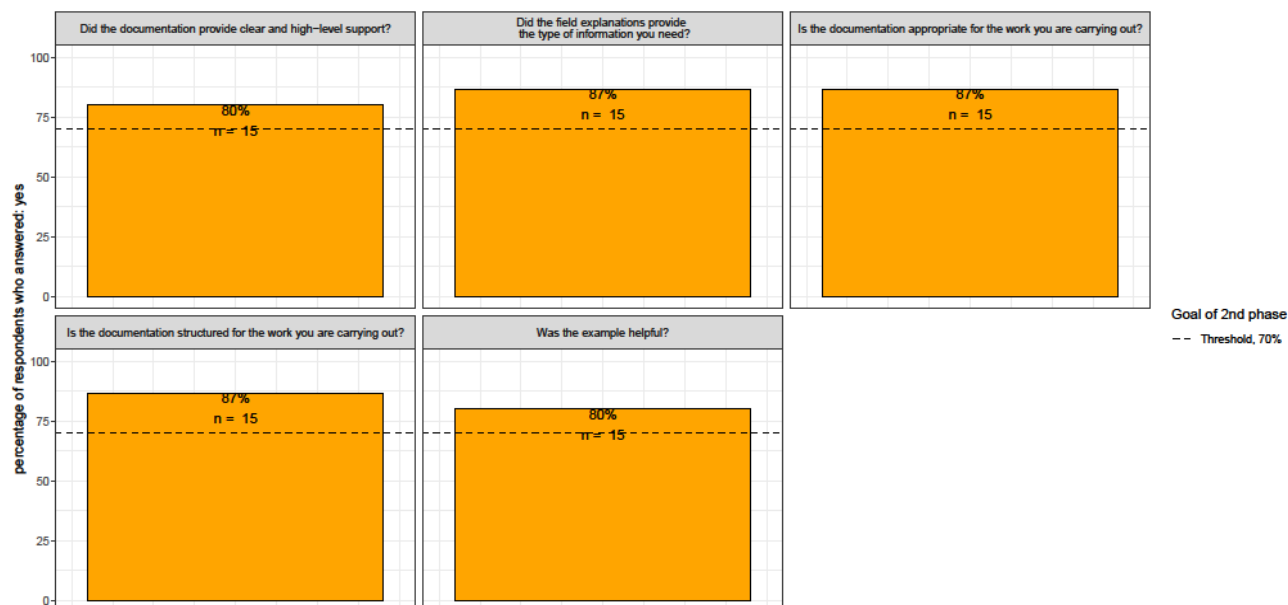 Did the documentation provide clear and high-level support?
Did the field explanations provide
the type of information you need?
Is the documentation appropriate for the work you are carrying out?
100
75
50
25
0
80%
n = 15
87%
n = 15
87%
n = 15
percentage of respondents who answered: yes
Is the documentation structured for the work you are carrying out?
Was the example helpful?
100
75
50
25
0
87%
n = 15
80%
n = 15
Goal of 2nd phase
Threshold, 70%